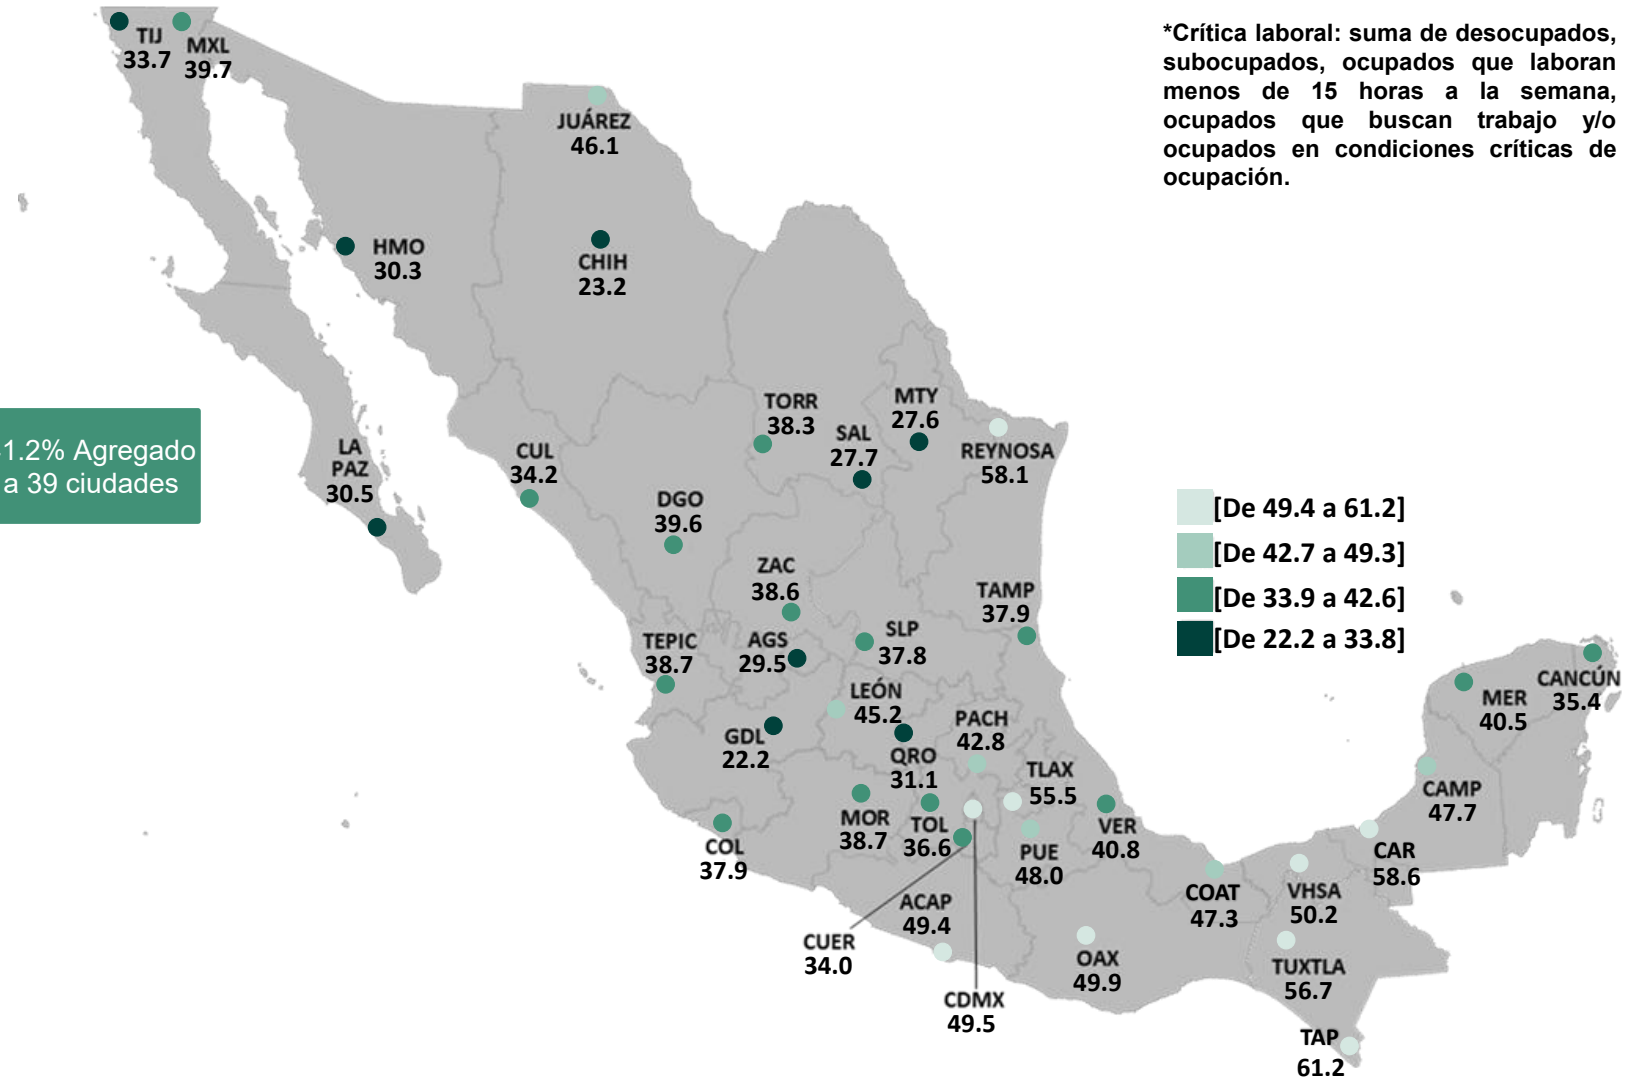 *Crítica laboral: suma de desocupados,
subocupados, ocupados que laboran
menos de 15 horas a la semana,
ocupados que buscan trabajo y/o
ocupados en condiciones críticas de
ocupación.
TIJ
33.7
MXL
39.7
JUÁREZ
46.1
HMO
30.3
CHIH
23.2
1.2% Agregado
a 39 ciudades
LA
PAZ
30.5
CUL
34.2
TORR
38.3
SAL
27.7
MTY
27.6
REYNOSA
58.1
DGO
39.6
ZAC
38.6
TAMP
37.9
[De 49.4 a 61.2]
[De 42.7 a 49.3]
[De 33.9 a 42.6]
[De 22.2 a 33.8]
TEPIC
38.7
AGS
29.5
SLP
37.8
LEÓN
45.2
PACH
42.8
GDL
22.2
QRO
31.1
TLAX
55.5
MER
40.5
CANCÚN
35.4
CAMP
47.7
COL
37.9
MOR
38.7
TOL
36.6
PUE
48.0
VER
40.8
CAR
58.6
COAT
47.3
VHSA
50.2
ACAP
49.4
CUER
34.0
OAX
49.9
TUXTLA
56.7
CDMX
49.5
TAP
61.2